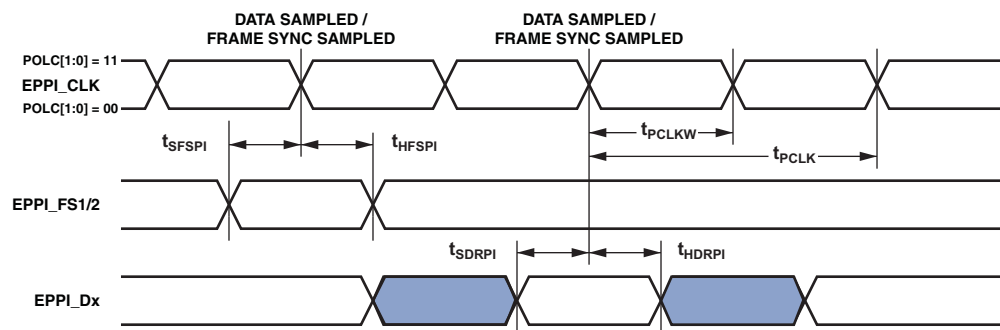 DATA SAMPLED /
FRAME SYNC SAMPLED
DATA SAMPLED /
FRAME SYNC SAMPLED
POLC[1:0] = 11
EPPI_CLK
POLC[1:0] = 00
tPCLKW
tSFSPI
tHFSPI
tPCLK
EPPI_FS1/2
tSDRPI
tHDRPI
EPPI_Dx